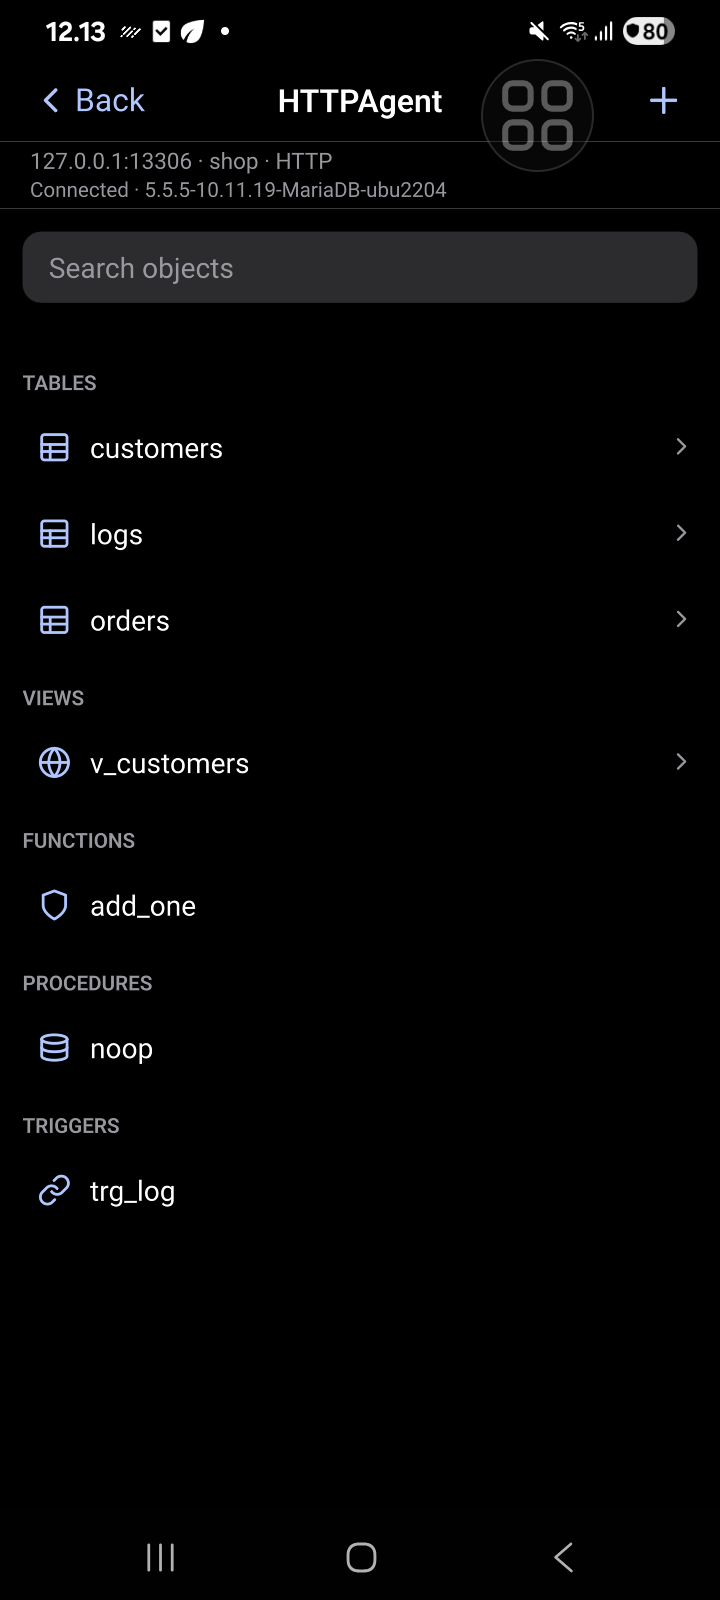 12.13
5
80
Back
HTTPAgent
127.0.0.1:13306 · shop · HTTP
Connected · 5.5.5-10.11.19-MariaDB-ubu2204
Search objects
TABLES
customers
logs
orders
VIEWS
v_customers
FUNCTIONS
add_one
PROCEDURES
noop
TRIGGERS
trg_log